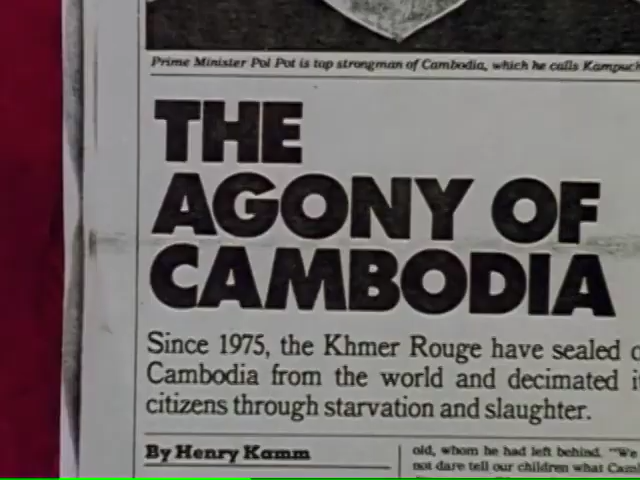 Prime Minister Pol Pot is top strongman of Cambodia, which he calls
THE
AGONY OF
CAMBODIA
Since 1975, the Khmer Rouge have sealed
Cambodia from the world and decimated
citizens through starvation and slaughter.
By Henry Kamm
old, whom he had left behind. "We
not dare tell our children what